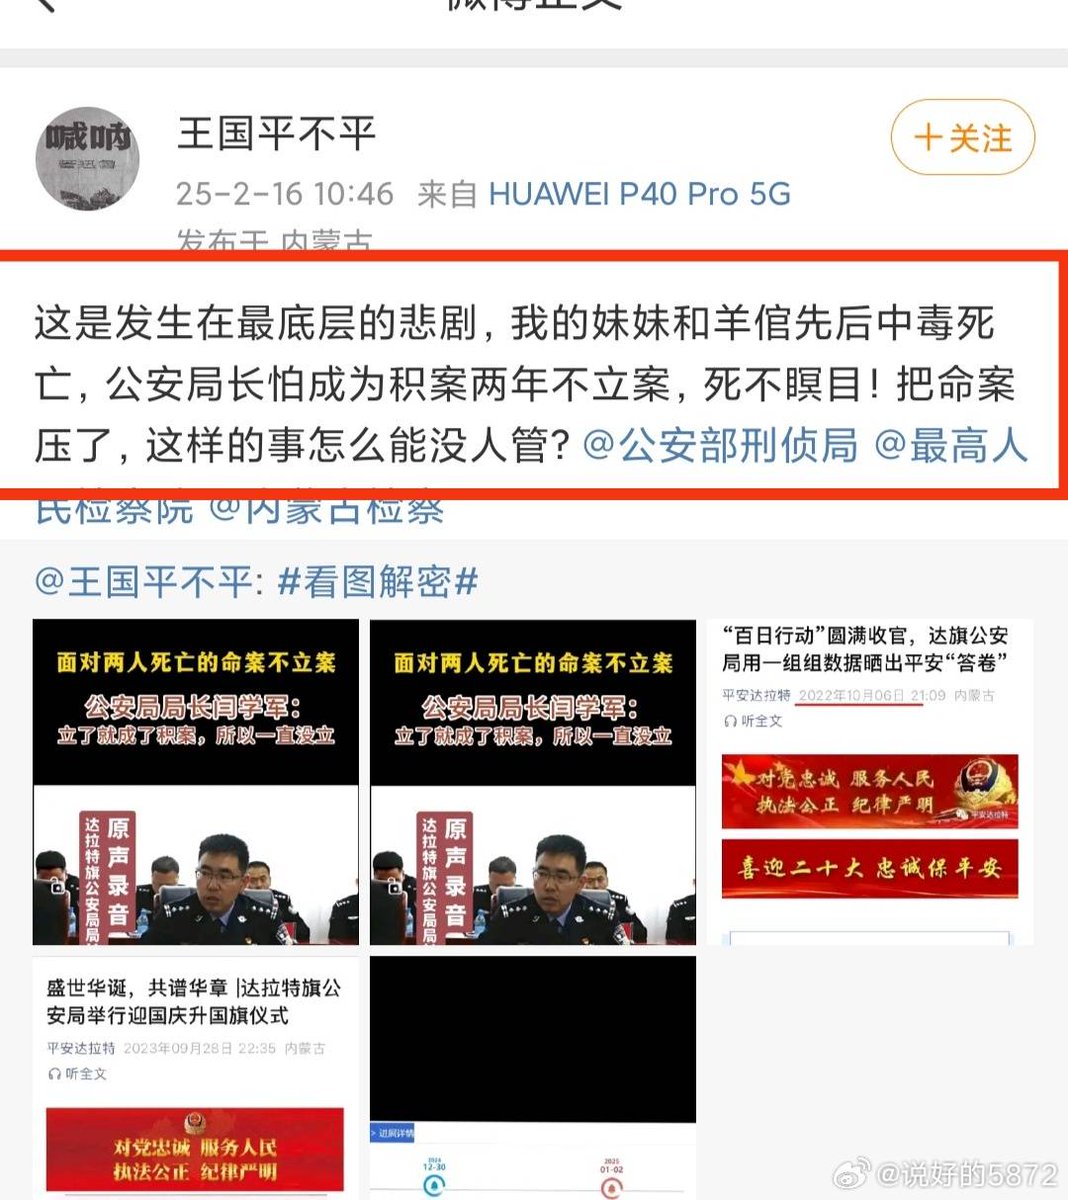 微博正文
王国平不平
+关注
25-2-16 10:46 来自 HUAWEI P40 Pro 5G
发布于 内蒙古
这是发生在最底层的悲剧，我的妹妹和羊倌先后中毒死
亡，公安局长怕成为积案两年不立案，死不瞑目！把命案
压了，这样的事怎么能没人管？@公安部刑侦局 @最高人
民检察院 @内蒙古检察
@王国平不平: #看图解密#
面对两人死亡的命案不立案
公安局局长闫学军：
立了就成了积案，所以一直没立
原声录音
达拉特旗公安局局
面对两人死亡的命案不立案
公安局局长闫学军：
立了就成了积案，所以一直没立
原声录音
达拉特旗公安局局
“百日行动”圆满收官，达旗公安
局用一组组数据晒出平安“答卷”
平安达拉特 2022年10月06日 21:09 内蒙古
听全文
对党忠诚 服务人民
执法公正 纪律严明
平安达拉特
喜迎二十大 忠诚保平安
盛世华诞，共谱华章 |达拉特旗公
安局举行迎国庆升国旗仪式
平安达拉特 2023年09月28日 22:35 内蒙古
听全文
对党忠诚 服务人民
执法公正 纪律严明
> 进展详情
2024
12-30
2025
01-02
@说好的5872